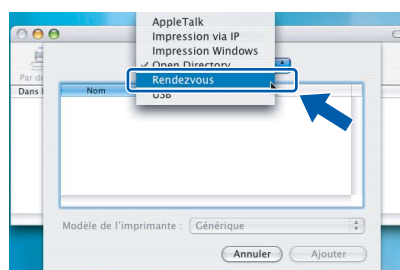 AppleTalk
Impression via IP
Impression Windows
✓ Open Directory
Rendezvous
USB
Par dé
Dans l
Nom
Modèle de l'imprimante : Générique
Annuler Ajouter